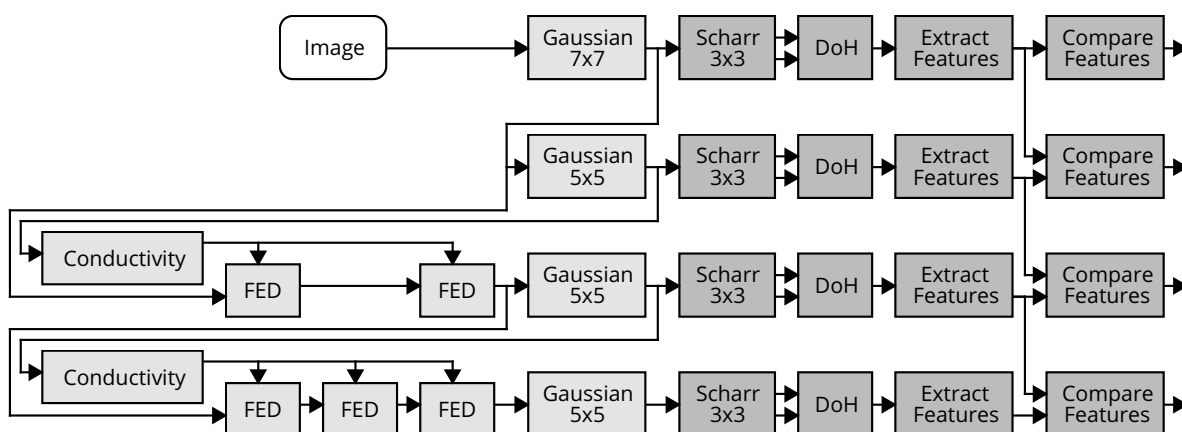 Image
Gaussian
7x7
Scharr
3x3
DoH
Extract
Features
Compare
Features
Gaussian
5x5
Scharr
3x3
DoH
Extract
Features
Compare
Features
Conductivity
FED
FED
Gaussian
5x5
Scharr
3x3
DoH
Extract
Features
Compare
Features
Conductivity
FED
FED
FED
Gaussian
5x5
Scharr
3x3
DoH
Extract
Features
Compare
Features